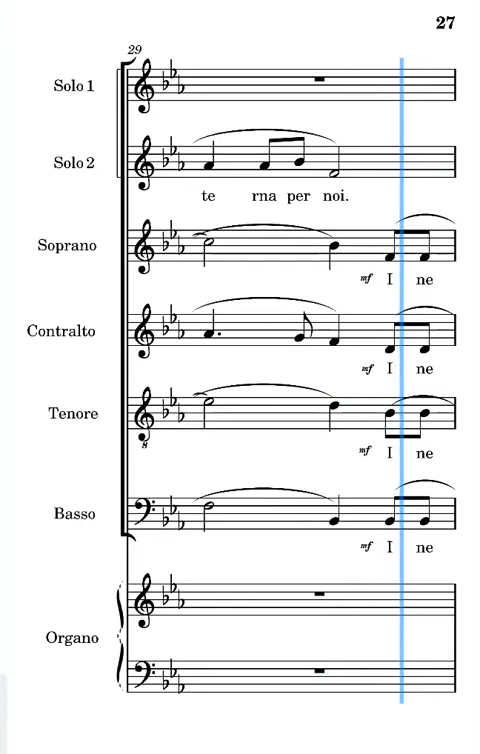 27
29
Solo 1
Solo 2
te rna per noi.
Soprano
mf I ne
Contralto
mf I ne
Tenore
8
mf I ne
Basso
mf I ne
Organo